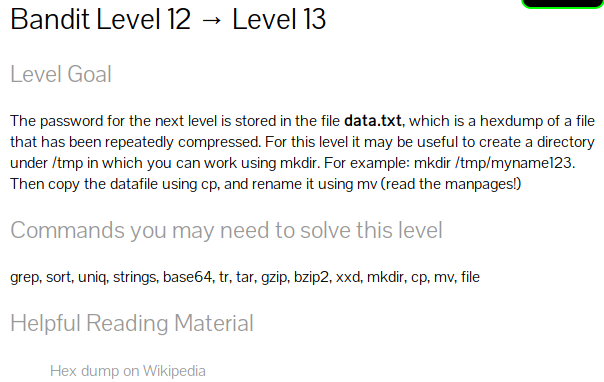 Bandit Level 12 → Level 13
Level Goal
The password for the next level is stored in the file data.txt, which is a hexdump of a file
that has been repeatedly compressed. For this level it may be useful to create a directory
under /tmp in which you can work using mkdir. For example: mkdir /tmp/myname123.
Then copy the datafile using cp, and rename it using mv (read the manpages!)
Commands you may need to solve this level
grep, sort, uniq, strings, base64, tr, tar, gzip, bzip2, xxd, mkdir, cp, mv, file
Helpful Reading Material
Hex dump on Wikipedia